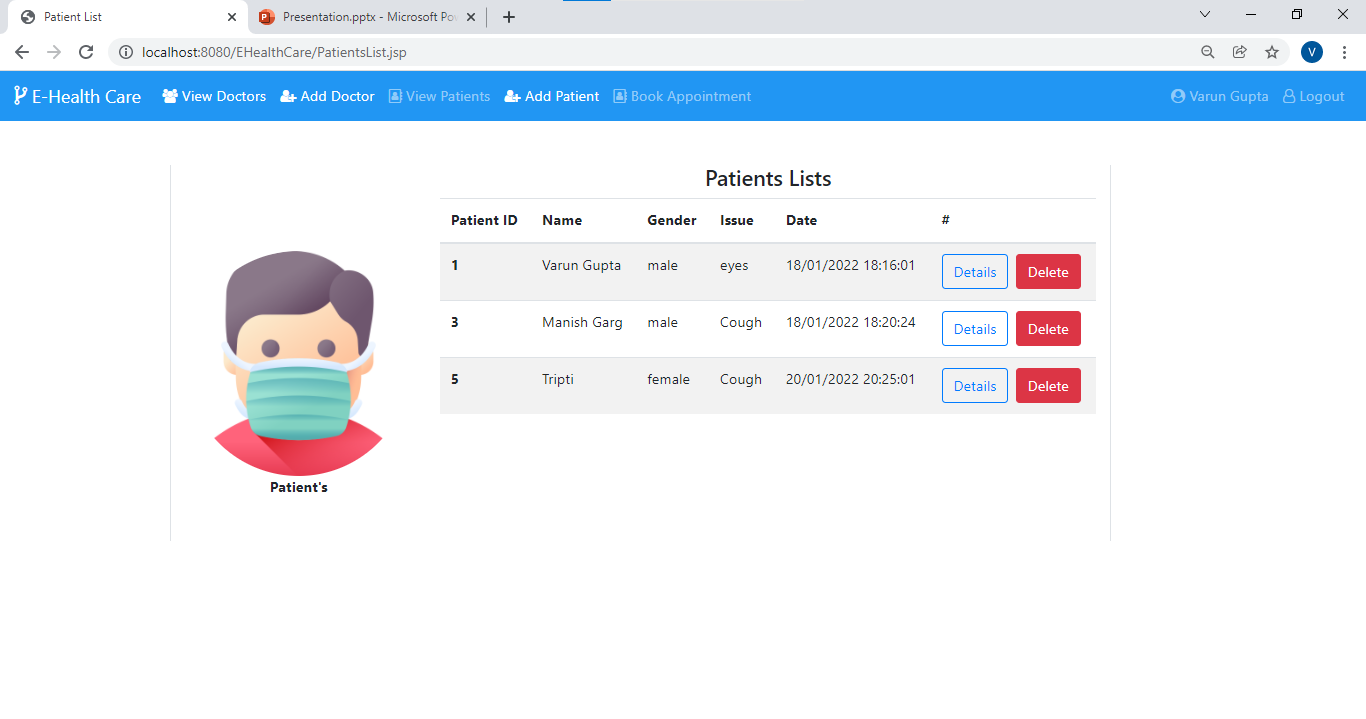 Patient List
Presentation.pptx - Microsoft Po
localhost:8080/EHealthCare/PatientsList.jsp
V
E-Health Care View Doctors Add Doctor View Patients Add Patient Book Appointment Varun Gupta Logout
Patients Lists
Patient ID Name Gender Issue Date #
1 Varun Gupta male eyes 18/01/2022 18:16:01 Details Delete
3 Manish Garg male Cough 18/01/2022 18:20:24 Details Delete
5 Tripti female Cough 20/01/2022 20:25:01 Details Delete
Patient's